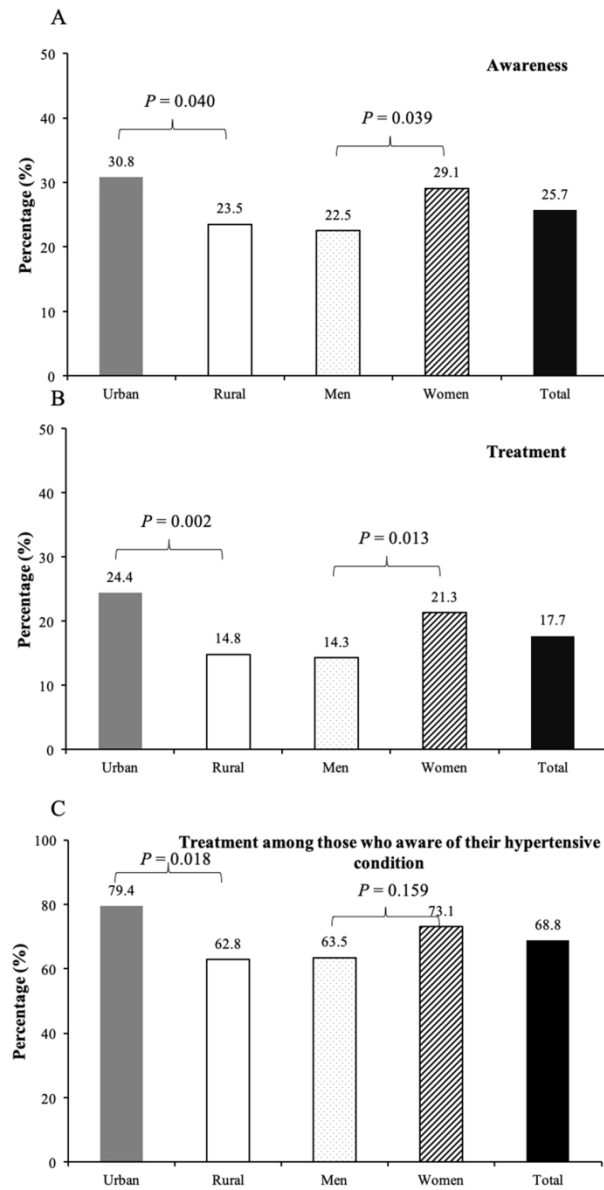 A
Awareness
Percentage (%)
50
40
30
20
10
0
P = 0.040
P = 0.039
30.8
23.5
22.5
29.1
25.7
Urban Rural Men Women Total
B
Treatment
Percentage (%)
50
40
30
20
10
0
P = 0.002
P = 0.013
24.4
14.8
14.3
21.3
17.7
Urban Rural Men Women Total
C
Treatment among those who aware of their hypertensive
condition
Percentage (%)
100
80
60
40
20
0
P = 0.018
P = 0.159
79.4
62.8
63.5
73.1
68.8
Urban Rural Men Women Total